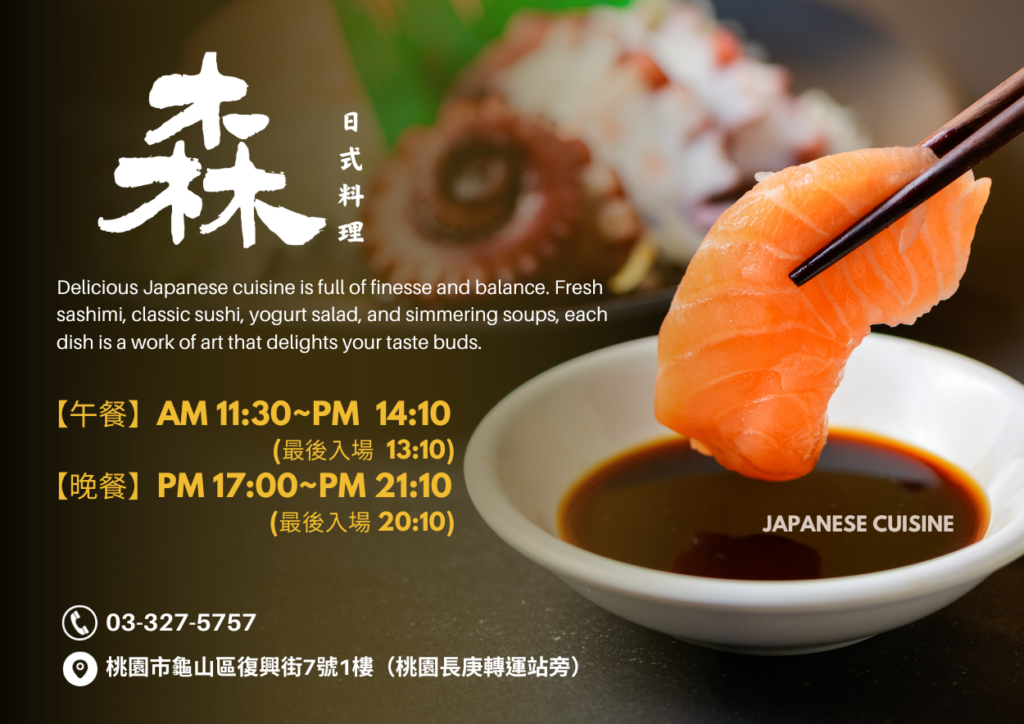 森
日式料理
Delicious Japanese cuisine is full of finesse and balance. Fresh
sashimi, classic sushi, yogurt salad, and simmering soups, each
dish is a work of art that delights your taste buds.
【午餐】AM 11:30~PM 14:10
(最後入場 13:10)
【晚餐】PM 17:00~PM 21:10
(最後入場 20:10)
JAPANESE CUISINE
03-327-5757
桃園市龜山區復興街7號1樓（桃園長庚轉運站旁）